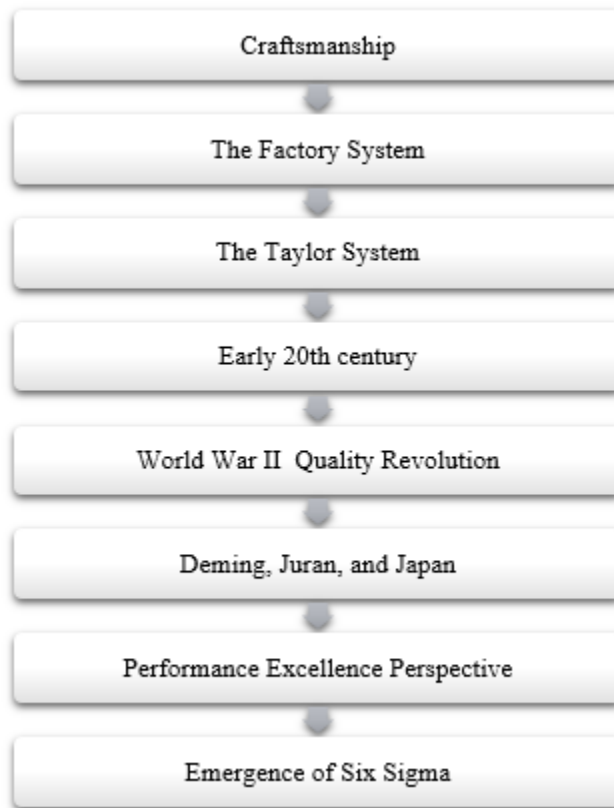 Craftsmanship
The Factory System
The Taylor System
Early 20th century
World War II  Quality Revolution
Deming, Juran, and Japan
Performance Excellence Perspective
Emergence of Six Sigma